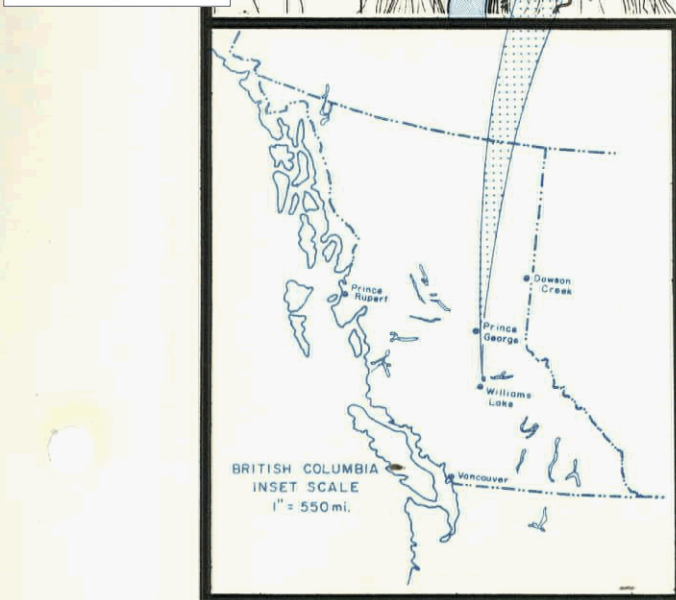 Prince
Rupert
Dawson
Creek
Prince
George
Williams
Lake
Vancouver
BRITISH COLUMBIA
INSET SCALE
1" = 550 mi.